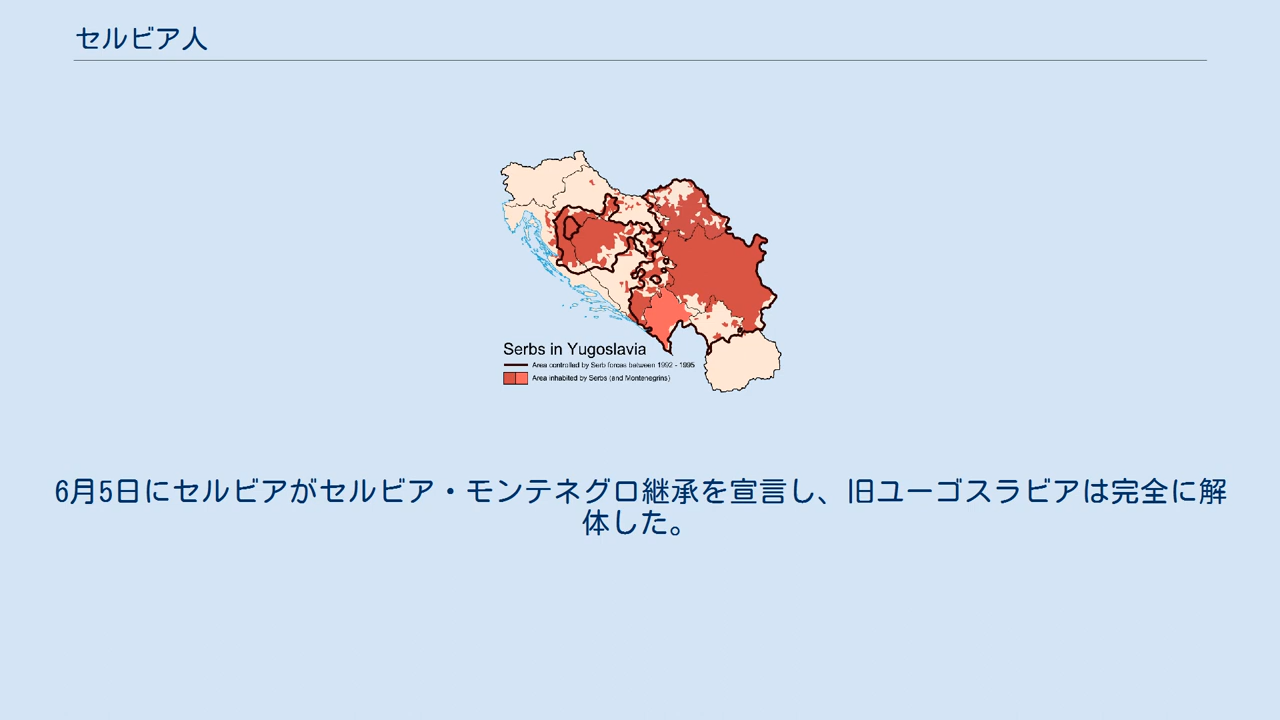 セルビア人
Serbs in Yugoslavia
Area controlled by Serb forces between 1992 - 1995
Area inhabited by Serbs (and Montenegrins)
6月5日にセルビアがセルビア・モンテネグロ継承を宣言し、旧ユーゴスラビアは完全に解
体した。